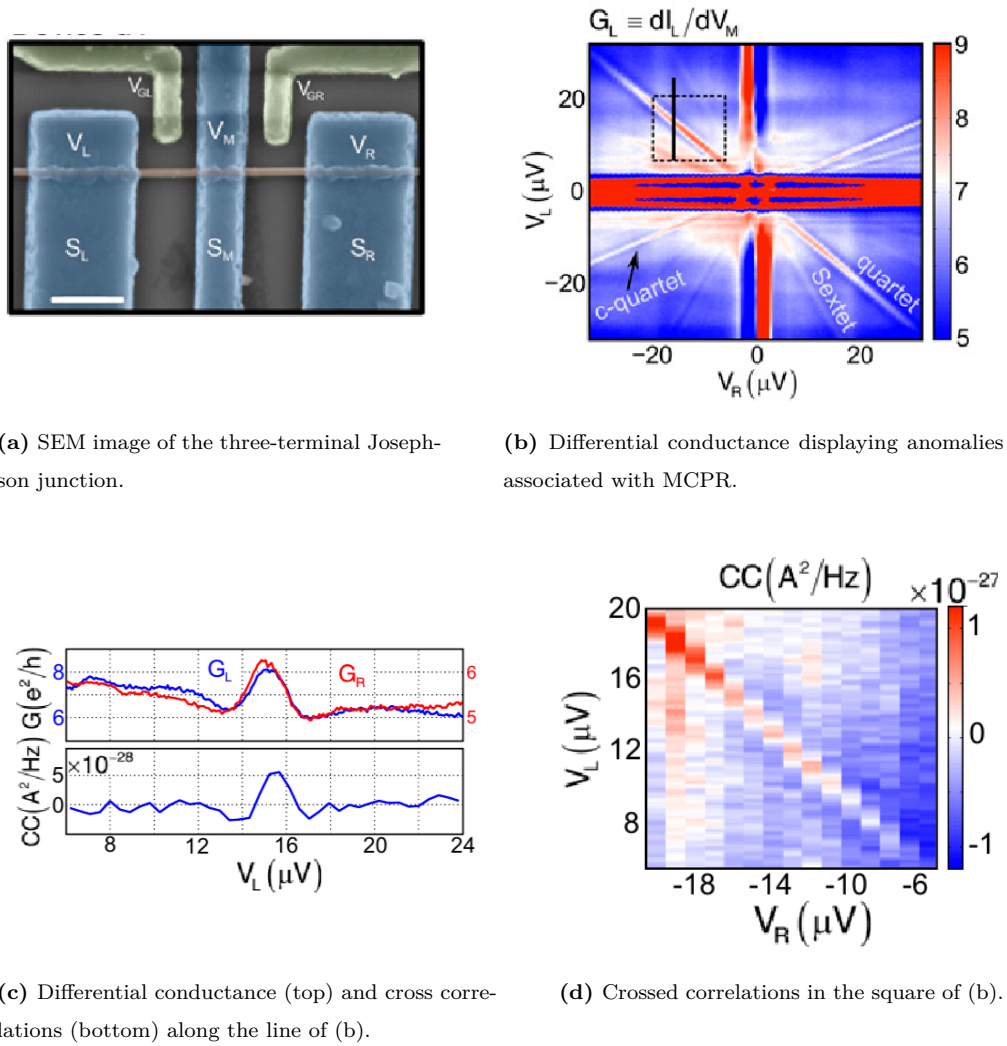 V_GL
V_M
V_GR
V_L
V_R
S_L
S_M
S_R
G_L ≡ dI_L/dV_M
20
0
−20
V_L (μV)
−20
0
20
V_R (μV)
c-quartet
Sextet
quartet
9
8
7
6
5
(a) SEM image of the three-terminal Joseph-
son junction.
(b) Differential conductance displaying anomalies
associated with MCPR.
G(e²/h)
8
6
G_L
G_R
6
5
CC(A²/Hz)
×10⁻²⁸
5
0
8
12
16
20
24
V_L (μV)
CC(A²/Hz)
×10⁻²⁷
20
16
12
8
V_L (μV)
-18
-14
-10
-6
V_R (μV)
1
0
-1
(c) Differential conductance (top) and cross corre-
lations (bottom) along the line of (b).
(d) Crossed correlations in the square of (b).